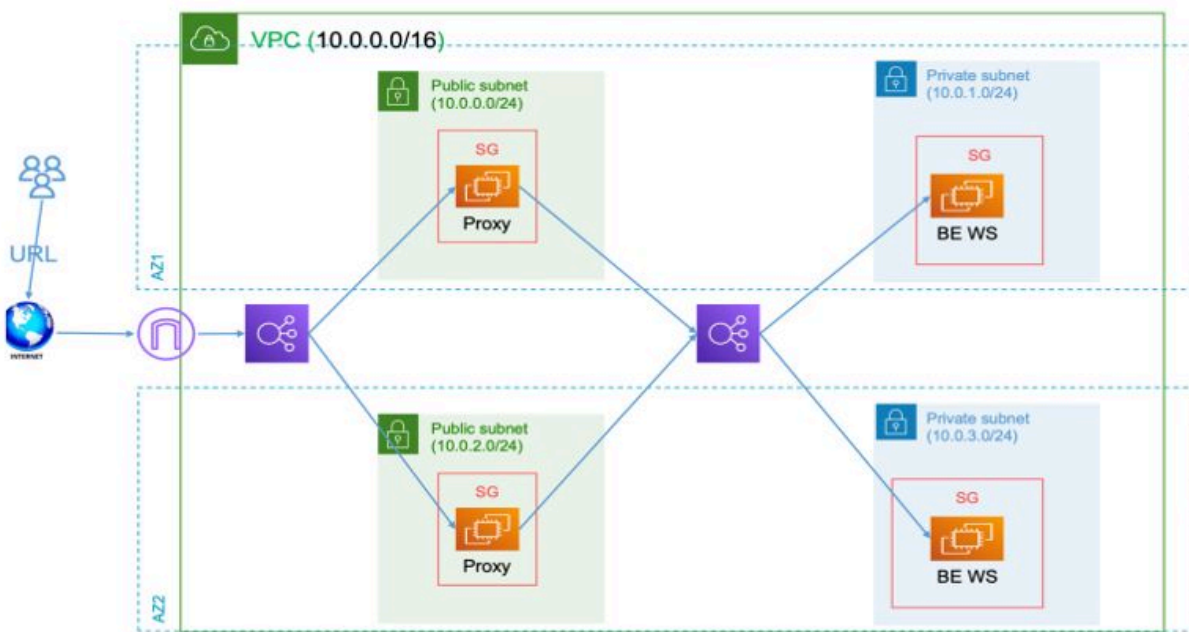 VPC (10.0.0.0/16)
Public subnet
(10.0.0.0/24)
SG
Proxy
Private subnet
(10.0.1.0/24)
SG
BE WS
URL
AZ1
INTERNET
Public subnet
(10.0.2.0/24)
SG
Proxy
Private subnet
(10.0.3.0/24)
SG
BE WS
AZ2